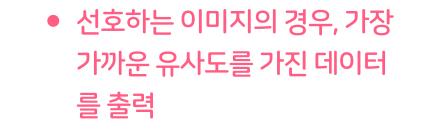 • 선호하는 이미지의 경우, 가장
가까운 유사도를 가진 데이터
를 출력